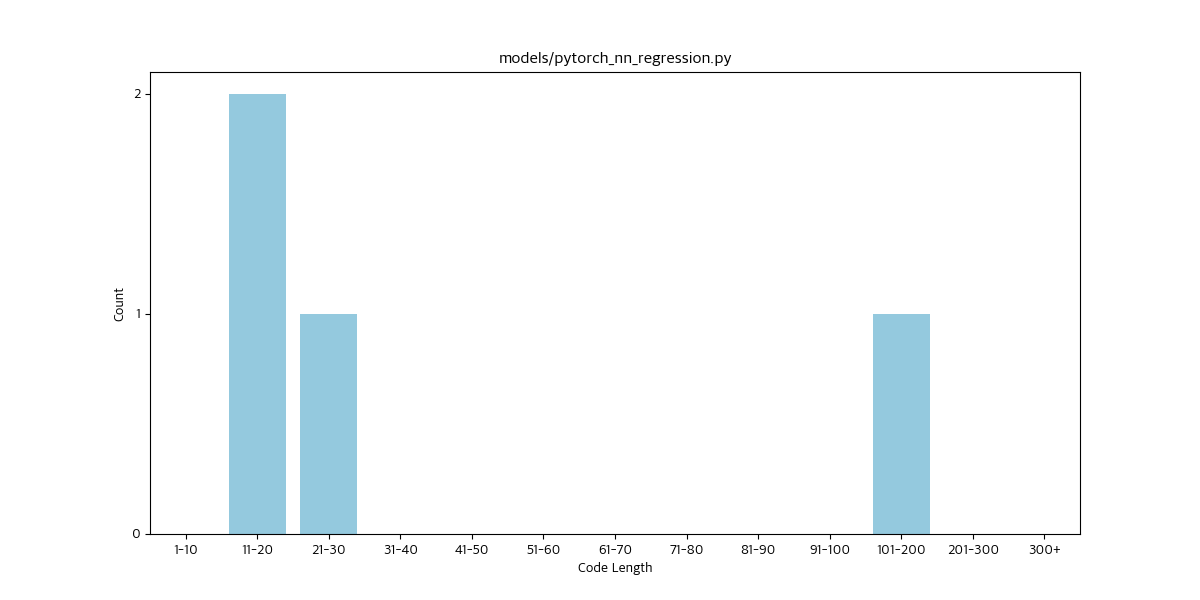 models/pytorch_nn_regression.py
2
1
0
Count
1-10 11-20 21-30 31-40 41-50 51-60 61-70 71-80 81-90 91-100 101-200 201-300 300+
Code Length